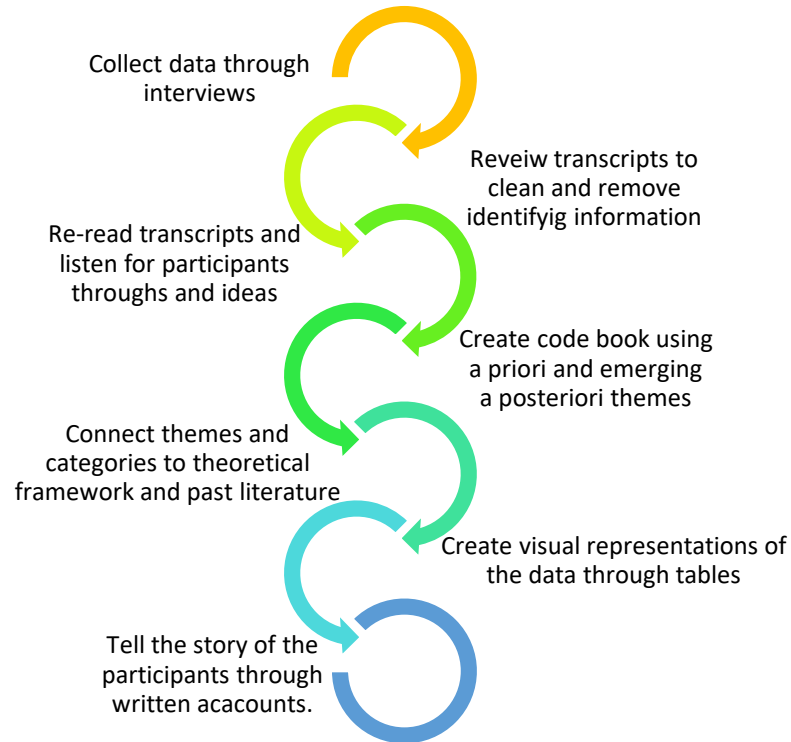 Collect data through
interviews
Reveiw transcripts to
clean and remove
identifyig information
Re-read transcripts and
listen for participants
throughs and ideas
Create code book using
a priori and emerging
a posteriori themes
Connect themes and
categories to theoretical
framework and past literature
Create visual representations of
the data through tables
Tell the story of the
participants through
written acacounts.